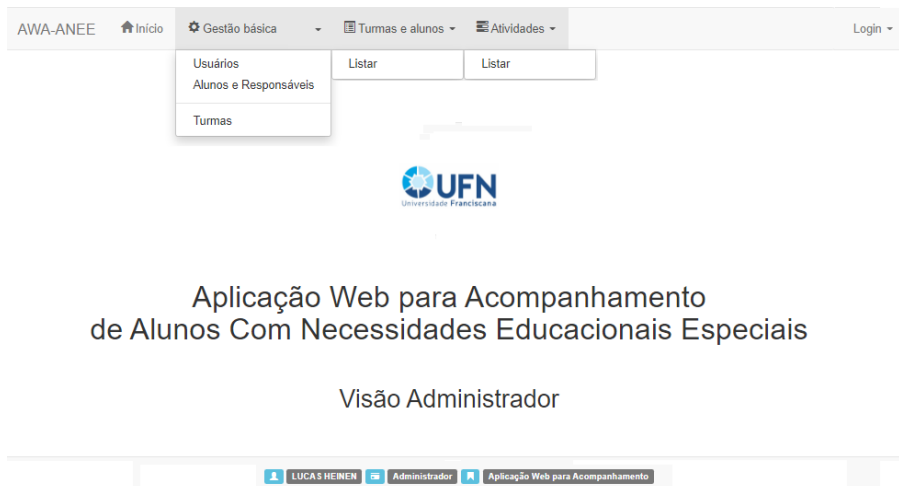 AWA-ANEE Início Gestão básica Turmas e alunos Atividades Login
Usuários Listar Listar
Alunos e Responsáveis
Turmas
UFN
Universidade Franciscana
Aplicação Web para Acompanhamento
de Alunos Com Necessidades Educacionais Especiais
Visão Administrador
LUCAS HEINEN Administrador Aplicação Web para Acompanhamento